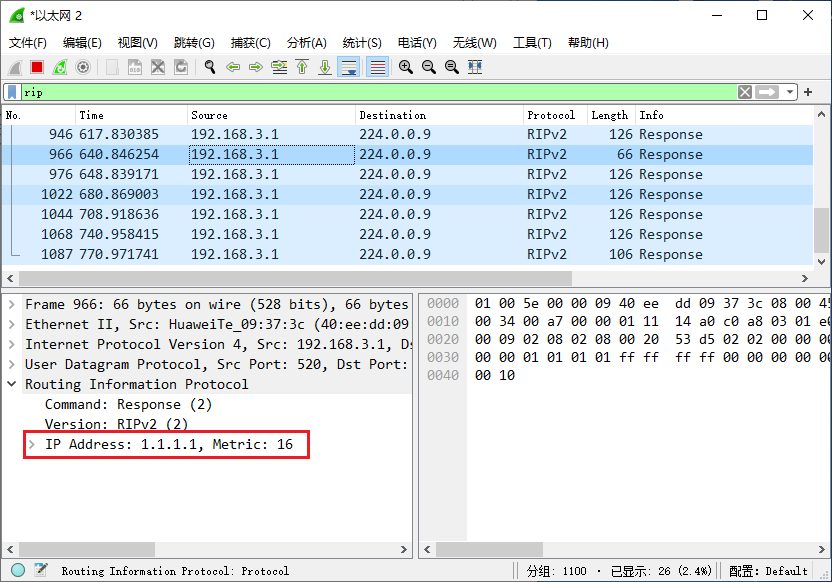 *以太网 2
文件(F) 编辑(E) 视图(V) 跳转(G) 捕获(C) 分析(A) 统计(S) 电话(Y) 无线(W) 工具(T) 帮助(H)
rip
No. Time Source Destination Protocol Length Info
946 617.830385 192.168.3.1 224.0.0.9 RIPv2 126 Response
966 640.846254 192.168.3.1 224.0.0.9 RIPv2 66 Response
976 648.839171 192.168.3.1 224.0.0.9 RIPv2 126 Response
1022 680.869003 192.168.3.1 224.0.0.9 RIPv2 126 Response
1044 708.918636 192.168.3.1 224.0.0.9 RIPv2 126 Response
1068 740.958415 192.168.3.1 224.0.0.9 RIPv2 126 Response
1087 770.971741 192.168.3.1 224.0.0.9 RIPv2 106 Response
Frame 966: 66 bytes on wire (528 bits), 66 bytes
Ethernet II, Src: HuaweiTe_09:37:3c (40:ee:dd:09
Internet Protocol Version 4, Src: 192.168.3.1, Ds
User Datagram Protocol, Src Port: 520, Dst Port:
Routing Information Protocol
Command: Response (2)
Version: RIPv2 (2)
IP Address: 1.1.1.1, Metric: 16
0000 01 00 5e 00 00 09 40 ee dd 09 37 3c 08 00 45
0010 00 34 00 a7 00 00 01 11 14 a0 c0 a8 03 01 e0
0020 00 09 02 08 02 08 00 20 53 d5 02 02 00 00 00
0030 00 00 01 01 01 01 ff ff ff ff 00 00 00 00 00
0040 00 10
Routing Information Protocol: Protocol
分组: 1100 · 已显示: 26 (2.4%)
配置: Default